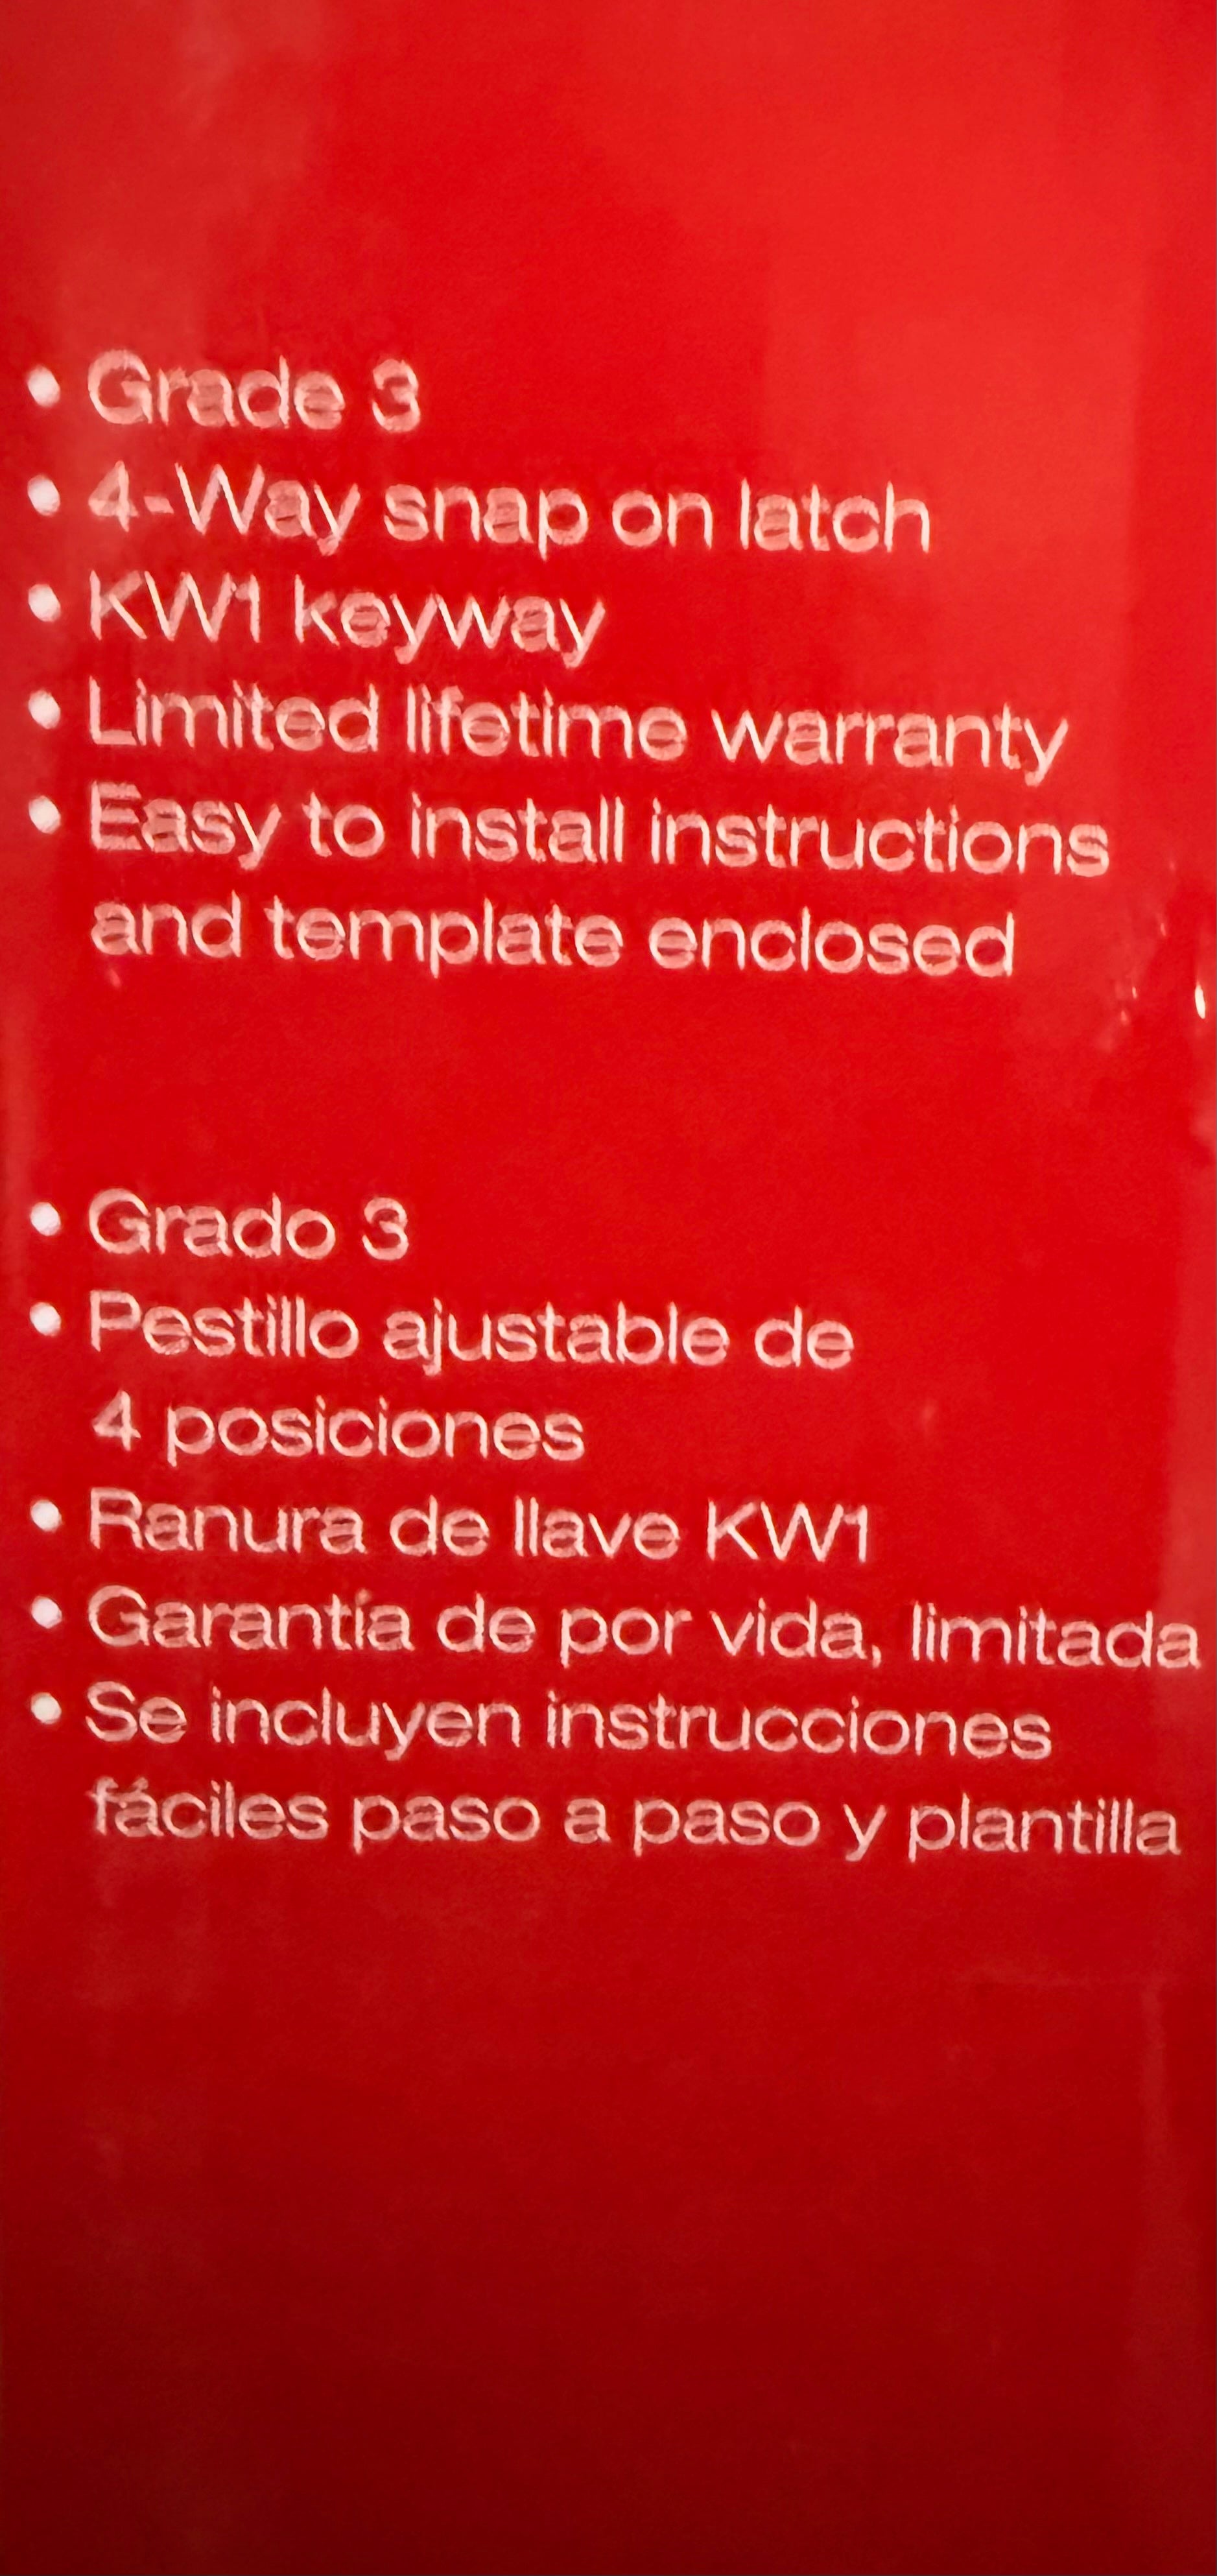 • Grade 3
• 4-Way snap on latch
• KW1 keyway
• Limited lifetime warranty
• Easy to install instructions
and template enclosed
• Grado 3
• Pestillo ajustable de
4 posiciones
• Ranura de llave KW1
• Garantía de por vida, limitada
• Se incluyen instrucciones
fáciles paso a paso y plantilla